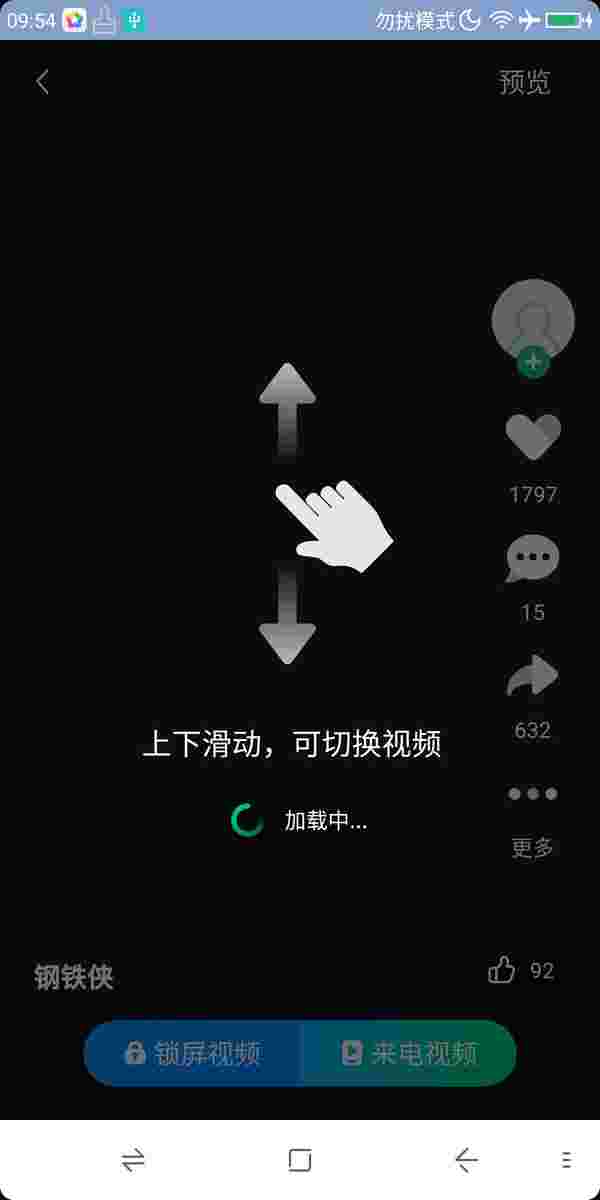 09:54
勿扰模式
预览
1797
15
上下滑动，可切换视频
632
加载中...
更多
钢铁侠
92
锁屏视频
来电视频